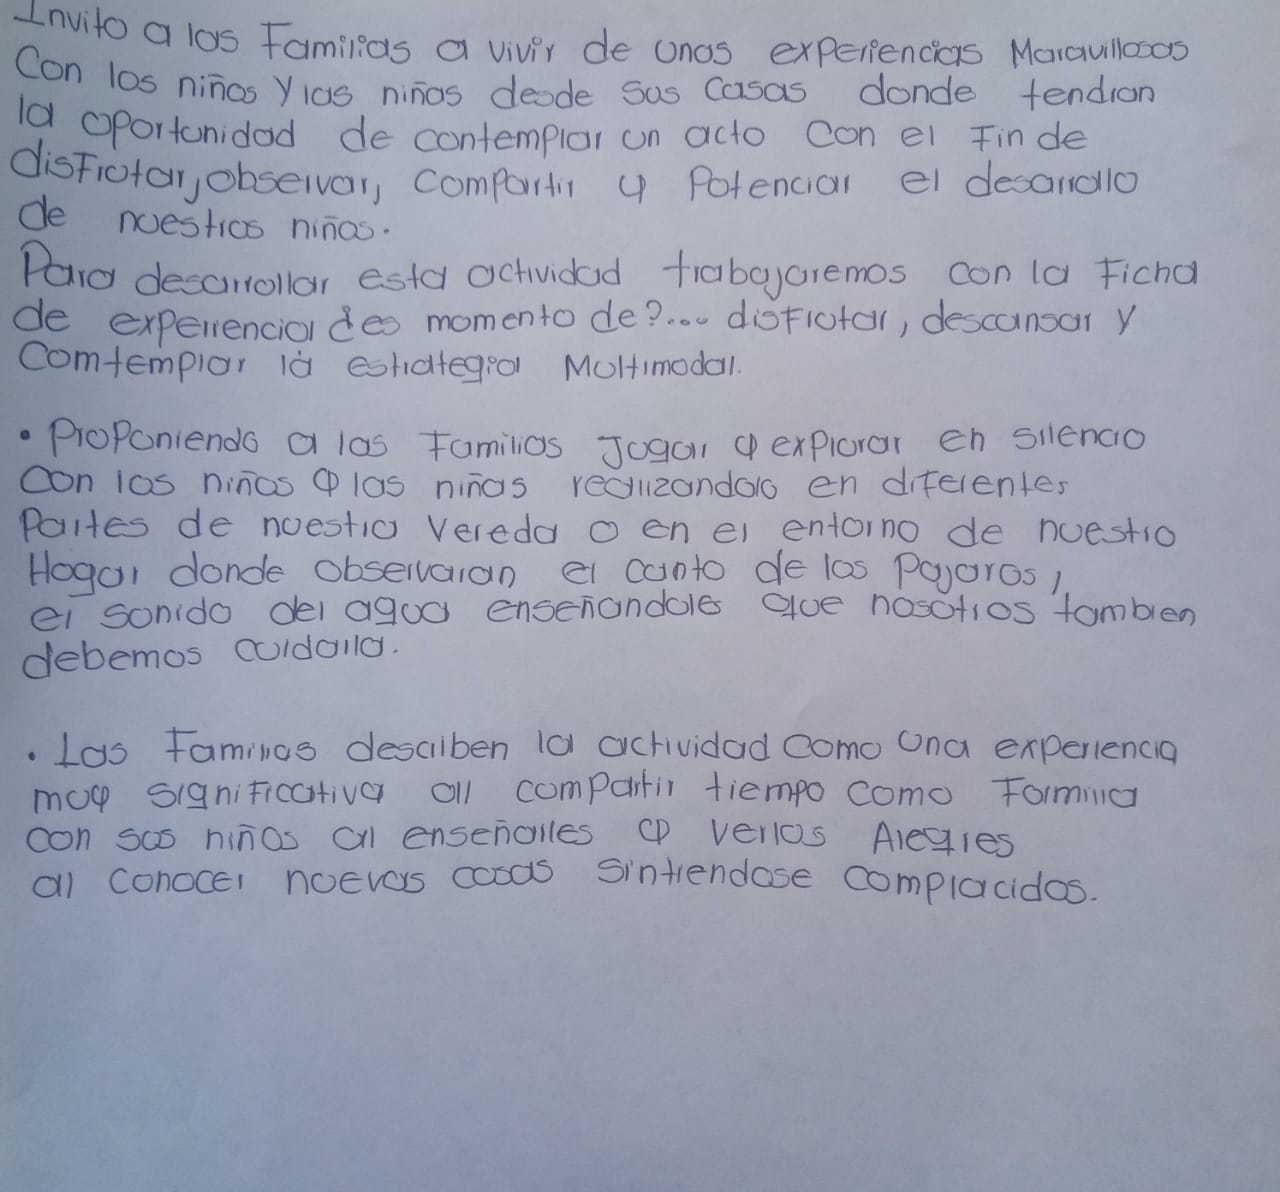 Invito a las Familias a vivir de unas experiencias Maravillosas
Con los niños y las niñas desde sus Casas donde tendran
la oportunidad de contemplar un acto Con el Fin de
disFrutar, observar, Compartir y Potenciar el desarrollo
de nuestros niños.
Para desarrollar esta actividad trabajaremos con la Ficha
de experiencia es momento de?... disFrutar, descansar y
Comtemplar la estrategia Multimodal.
• Proponiendo a las Familias Jugar y explorar en silencio
Con los niños y las niñas realizandolo en diferentes
Partes de nuestra Vereda o en el entorno de nuestro
Hogar donde Observaran el canto de los Pajaros,
el sonido del agua enseñandoles que nosotros tambien
debemos cuidarla.
• Las Familias describen la actividad como una experiencia
muy significativa al compartir tiempo como Familia
con sus niños al enseñarles y verlos Alegres
al conocer nuevas cosas sintiendose complacidos.